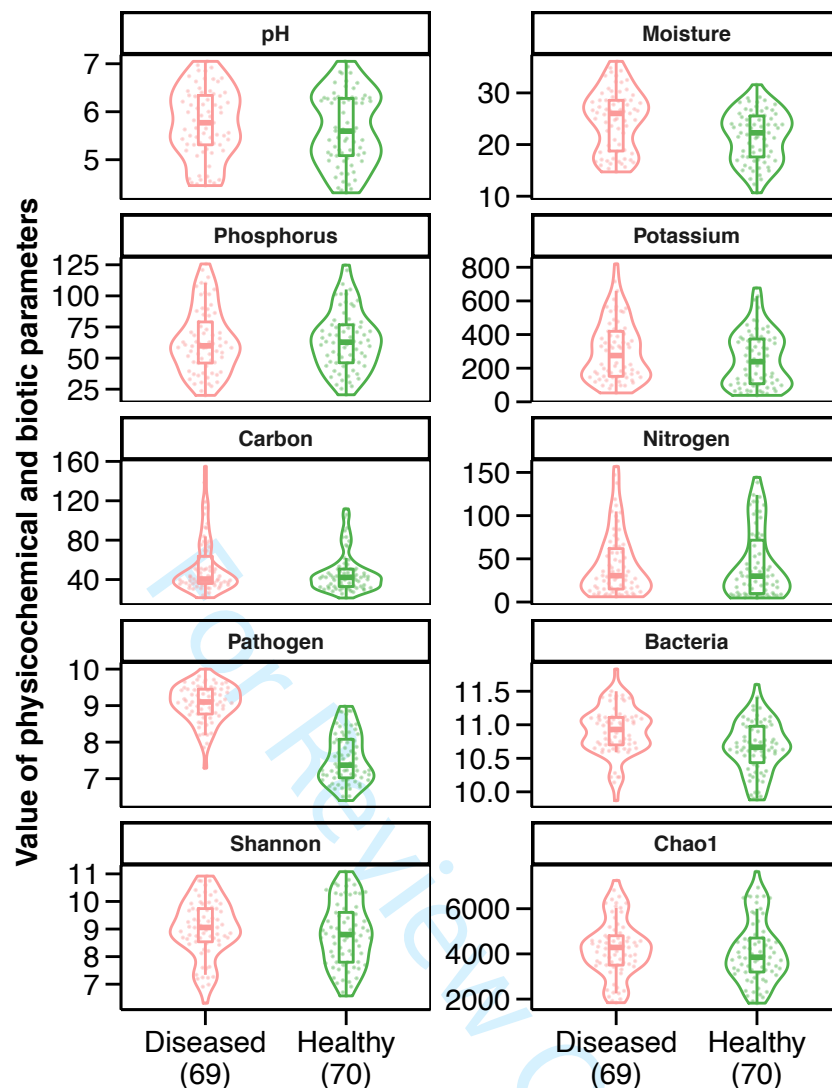 Value of physicochemical and biotic parameters
pH
7
6
5
Moisture
30
20
10
Phosphorus
125
100
75
50
25
Potassium
800
600
400
200
0
Carbon
160
120
80
40
Nitrogen
150
100
50
0
Pathogen
10
9
8
7
Bacteria
11.5
11.0
10.5
10.0
Shannon
11
10
9
8
7
Chao1
6000
4000
2000
Diseased
(69)
Healthy
(70)
Diseased
(69)
Healthy
(70)
For Review O